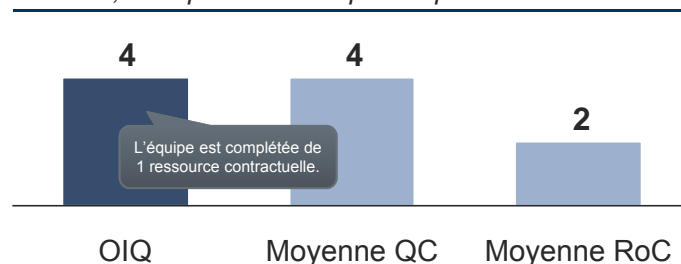 4 4 2
L'équipe est complétée de
1 ressource contractuelle.
OIQ Moyenne QC Moyenne RoC